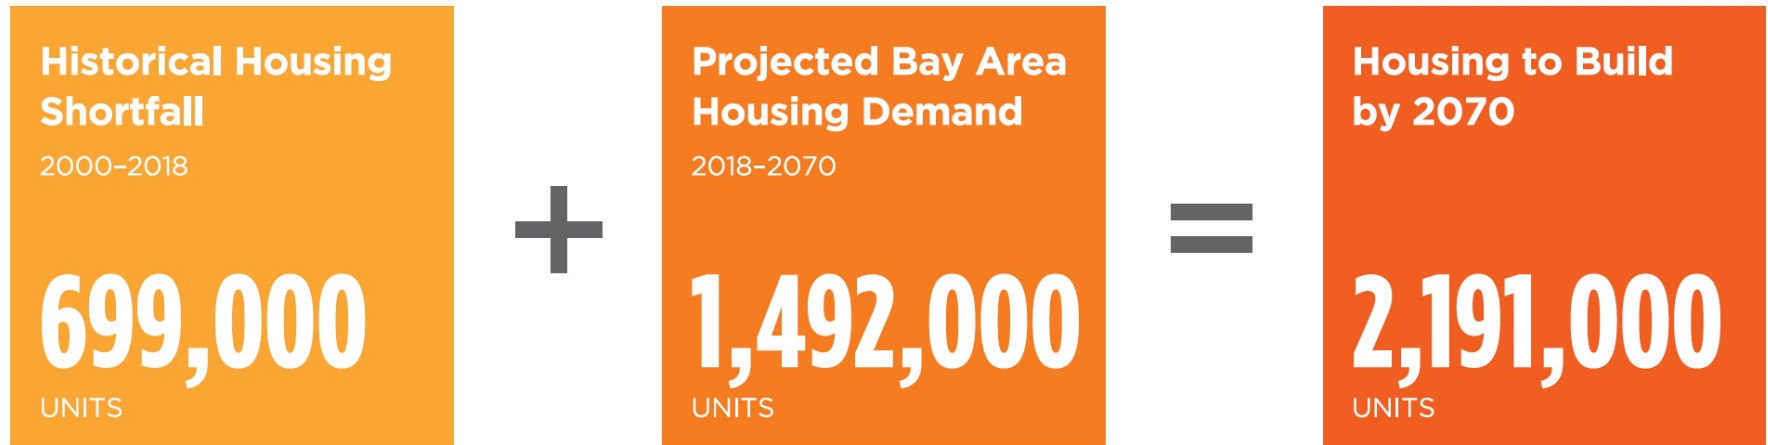 Historical Housing
Shortfall
2000–2018
699,000
UNITS
+
Projected Bay Area
Housing Demand
2018–2070
1,492,000
UNITS
=
Housing to Build
by 2070
2,191,000
UNITS